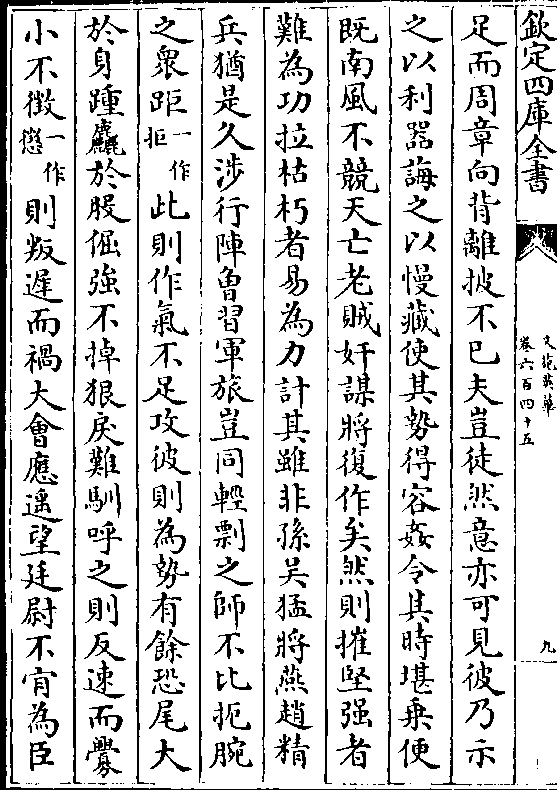 欽定四庫全書
文苑英華
卷六百四十五
九
足而周章向背離披不已夫豈徒然意亦可見彼乃示
之以利器誨之以慢藏使其勢得容姦令其時堪乗便
既南風不競天亡老賊奸謀將復作矣然則摧堅强者
難為功拉枯朽者易為力計其雖非孫吳猛將燕趙精
兵猶是久涉行陣魯習軍旅豈同輕剽之師不比扼腕
之衆距一作拒此則作氣不足攻彼則為勢有餘恐尾大
於身踵麤於股倔強不掉狠戾難馴呼之則反速而釁
小不徴一作懲則叛遲而禍大會應遥望廷尉不肎為臣